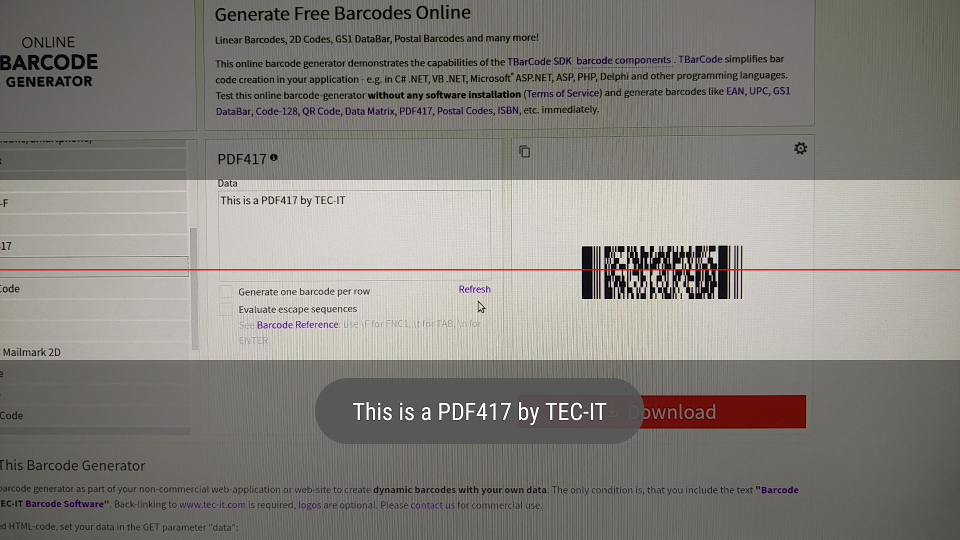 Generate Free Barcodes Online
ONLINE
BARCODE
GENERATOR
Linear Barcodes, 2D Codes, GS1 DataBar, Postal Barcodes and many more!
This online barcode generator demonstrates the capabilities of the TBarCode SDK barcode components . TBarCode simplifies bar
code creation in your application - e.g. in C# .NET, VB .NET, Microsoft® ASP.NET, ASP, PHP, Delphi and other programming languages.
Test this online barcode-generator without any software installation (Terms of Service) and generate barcodes like EAN, UPC, GS1
DataBar, Code-128, QR Code, Data Matrix, PDF417, Postal Codes, ISBN, etc. immediately.
PDF417
Data
This is a PDF417 by TEC-IT
-F
417
Code
Generate one barcode per row
Refresh
Evaluate escape sequences
See Barcode Reference: use \F for FNC1, \t for TAB, \n for
ENTER
Mailmark 2D
Code
This is a PDF417 by TEC-IT
Download
This Barcode Generator
barcode generator as part of your non-commercial web-application or web-site to create dynamic barcodes with your own data. The only condition is, that you include the text "Barcode
TEC-IT Barcode Software". Back-linking to www.tec-it.com is required, logos are optional. Please contact us for commercial use.
ed HTML-code, set your data in the GET parameter "data":